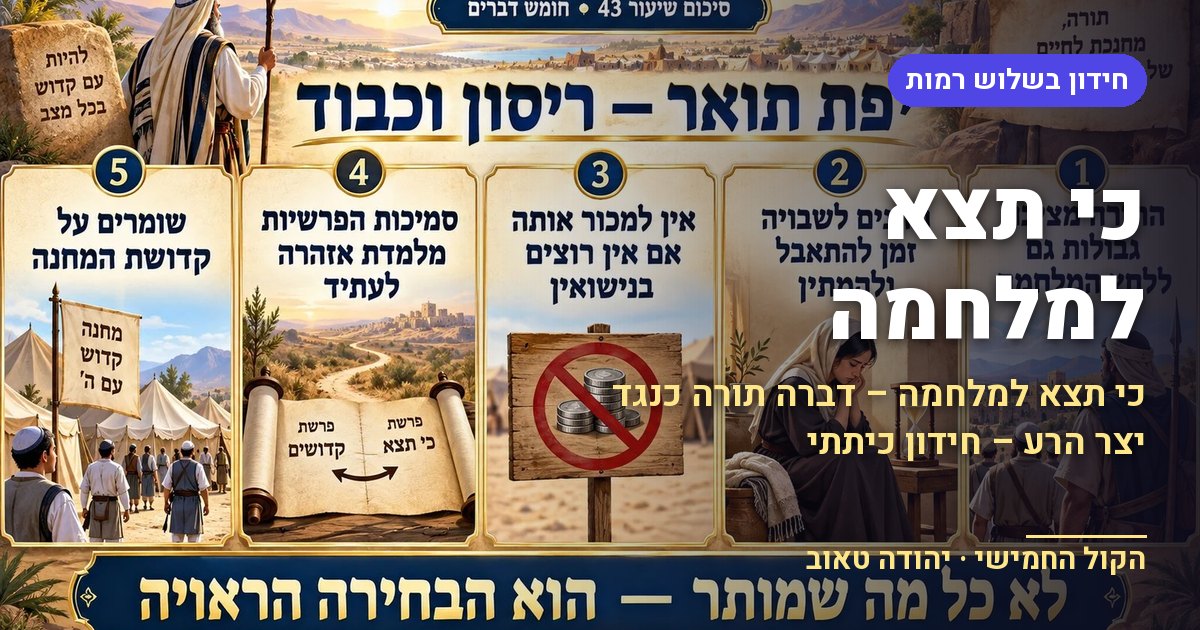 סיכום שיעור 43 • חומש דברים
יפת תואר – ריסון וכבוד
להיות
עם קדוש
בכל מצב
תורה,
מחנכת לחיים
חידון בשלוש רמות
1
גבולות גם
2
לשבויה
זמן להתאבל
ולהמתין
3
אין למכור אותה
אם אין רוצים
בנישואין
4
סמיכות הפרשיות
מלמדת אזהרה
לעתיד
פרשת
כי תצא
פרשת
קדושים
5
שומרים על
קדושת המחנה
מחנה
קדוש
עם ה'
כי תצא
למלחמה
כי תצא למלחמה – דברה תורה כנגד
יצר הרע – חידון כיתתי
הקול החמישי · יהודה טאוב
לא כל מה שמותר — הוא הבחירה הראויה